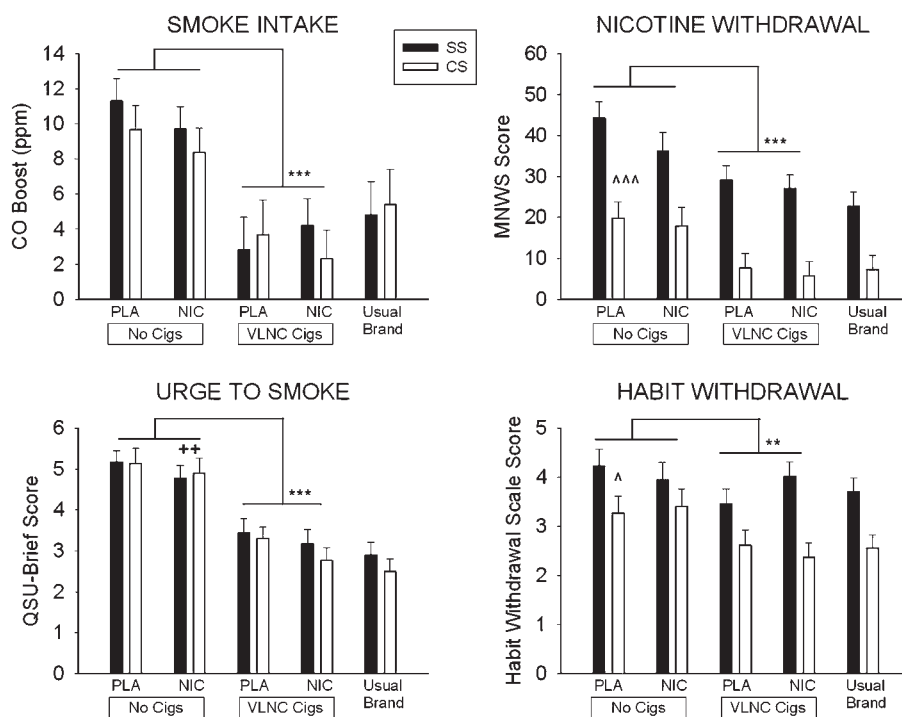 SMOKE INTAKE
CO Boost (ppm)
14
12
10
8
6
4
2
0
***
PLA NIC PLA NIC Usual
No Cigs VLNC Cigs Brand
SS
CS
NICOTINE WITHDRAWAL
MNWS Score
60
50
40
30
20
10
0
^^^
***
PLA NIC PLA NIC Usual
No Cigs VLNC Cigs Brand
URGE TO SMOKE
QSU-Brief Score
6
5
4
3
2
1
0
++
***
PLA NIC PLA NIC Usual
No Cigs VLNC Cigs Brand
HABIT WITHDRAWAL
Habit Withdrawal Scale Score
5
4
3
2
1
0
^
**
PLA NIC PLA NIC Usual
No Cigs VLNC Cigs Brand